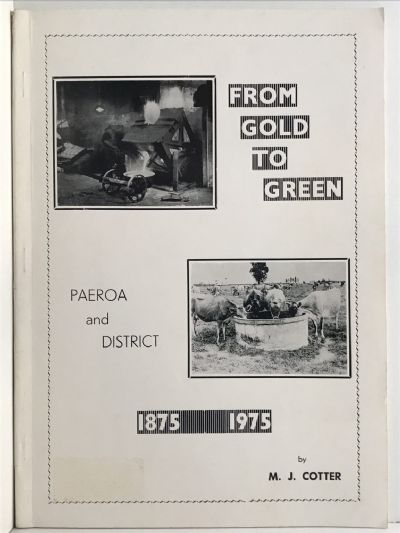 FROM
GOLD
TO
GREEN
PAEROA
and
DISTRICT
1875 1975
by
M. J. COTTER